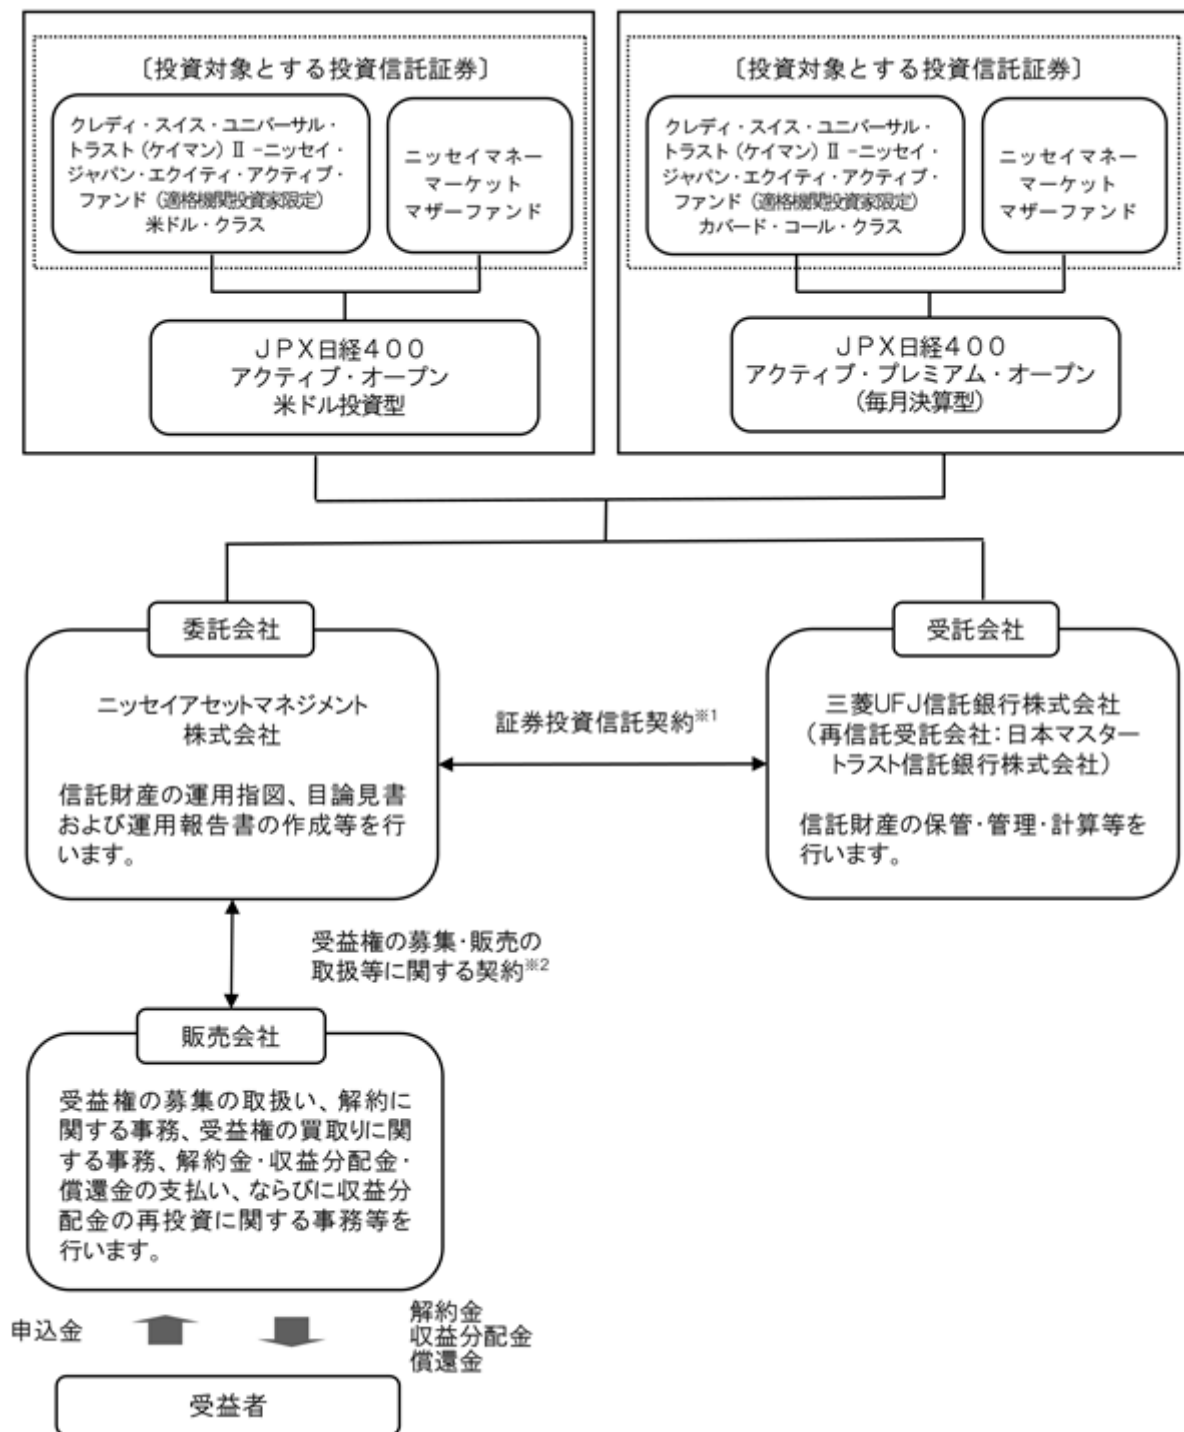 〔投資対象とする投資信託証券〕
クレディ・スイス・ユニバーサル・
トラスト(ケイマン)Ⅱ-ニッセイ・
ジャパン・エクイティ・アクティブ・
ファンド(適格機関投資家限定)
米ドル・クラス
ニッセイマネー
マーケット
マザーファンド
JPX日経400
アクティブ・オープン
米ドル投資型
〔投資対象とする投資信託証券〕
クレディ・スイス・ユニバーサル・
トラスト(ケイマン)Ⅱ-ニッセイ・
ジャパン・エクイティ・アクティブ・
ファンド(適格機関投資家限定)
カバード・コール・クラス
ニッセイマネー
マーケット
マザーファンド
JPX日経400
アクティブ・プレミアム・オープン
(毎月決算型)
委託会社
ニッセイアセットマネジメント
株式会社
信託財産の運用指図、目論見書
および運用報告書の作成等を行
います。
証券投資信託契約※1
受託会社
三菱UFJ信託銀行株式会社
(再信託受託会社:日本マスター
トラスト信託銀行株式会社)
信託財産の保管・管理・計算等を
行います。
受益権の募集・販売の
取扱等に関する契約※2
販売会社
受益権の募集の取扱い、解約に
関する事務、受益権の買取りに関
する事務、解約金・収益分配金・
償還金の支払い、ならびに収益分
配金の再投資に関する事務等を
行います。
申込金
解約金
収益分配金
償還金
受益者